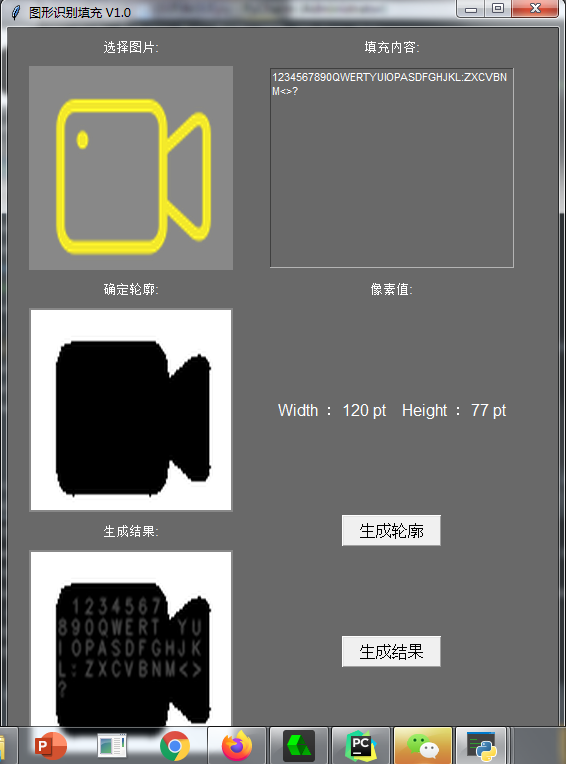 图形识别填充 V1.0
选择图片:
填充内容:
1234567890QWERTYUIOPASDFGHJKL:ZXCVBN
M<>?
确定轮廓:
像素值:
Width : 120 pt Height : 77 pt
生成轮廓
生成结果:
1234567
890QWERT YU
IOPASDFGHJK
L:ZXCVBNM<>
?
生成结果
P
PC